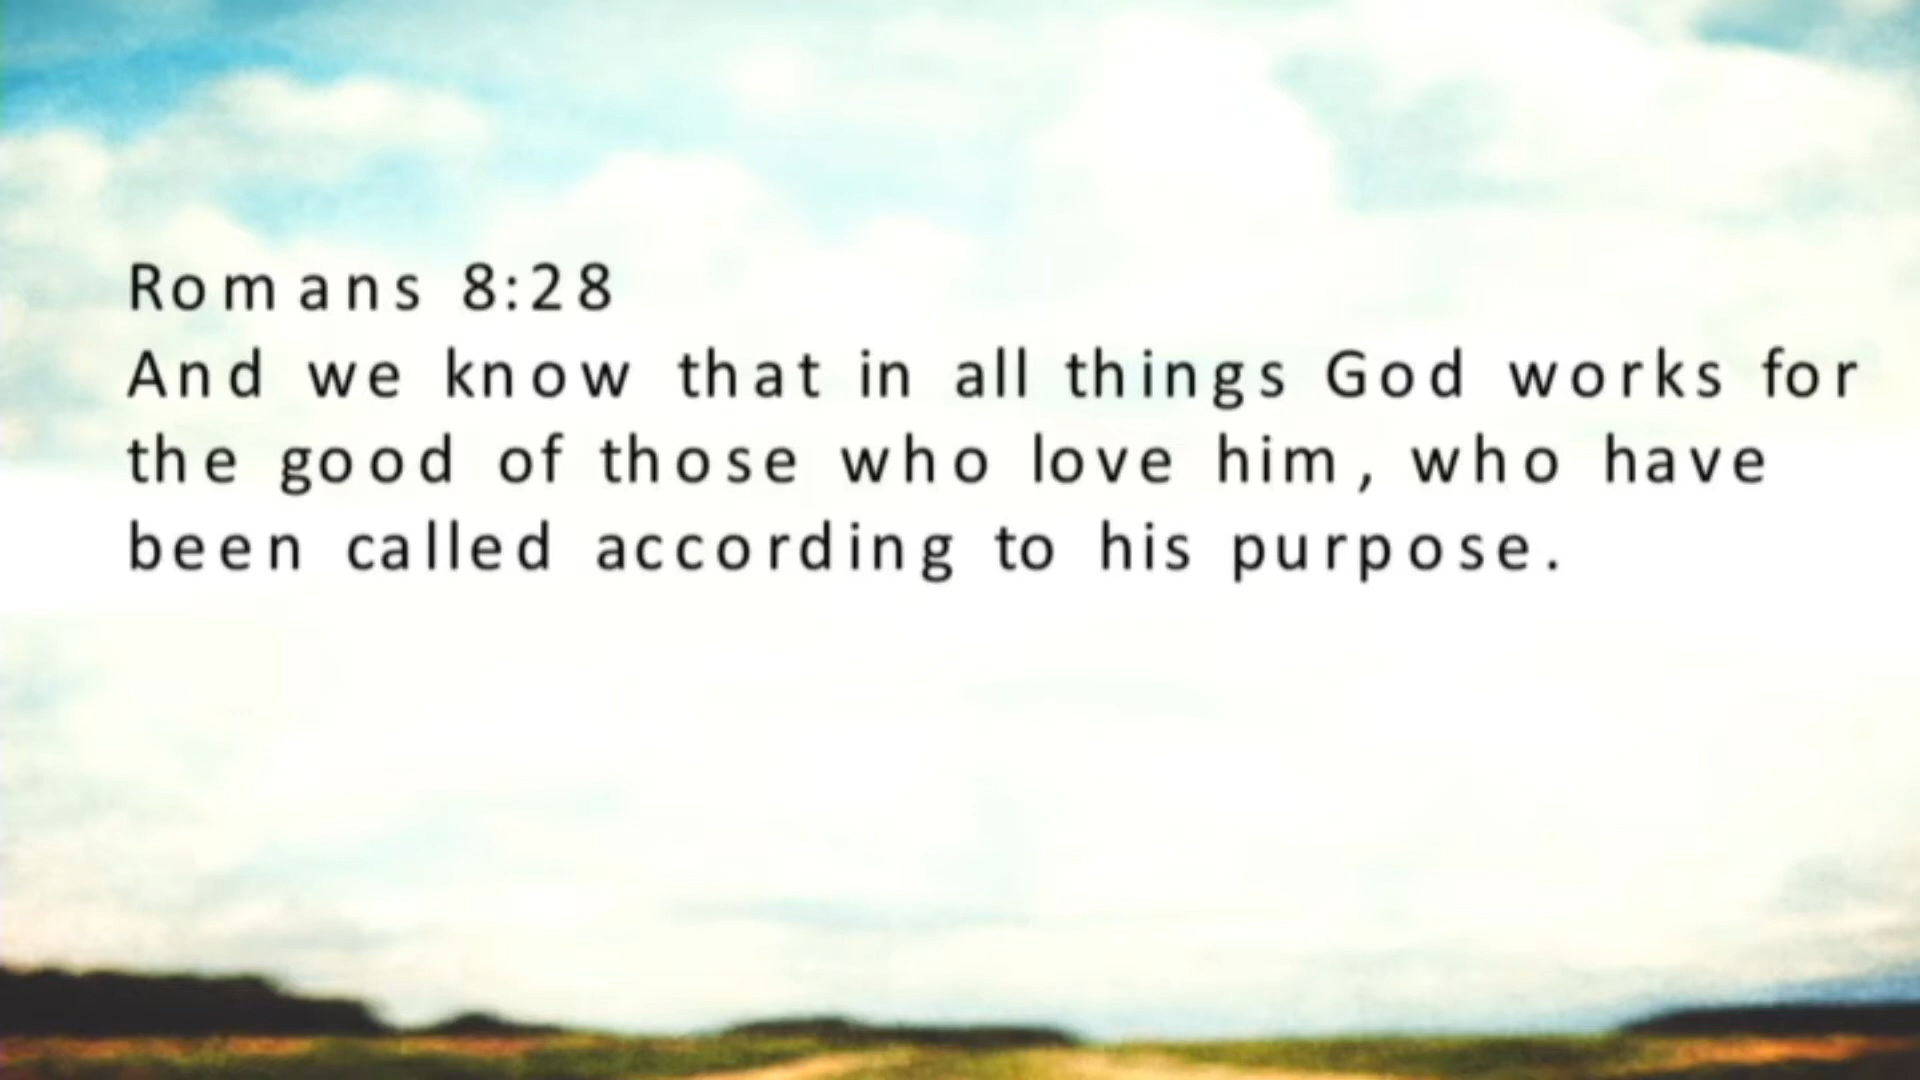 Romans 8:28
And we know that in all things God works for
the good of those who love him, who have
been called according to his purpose.